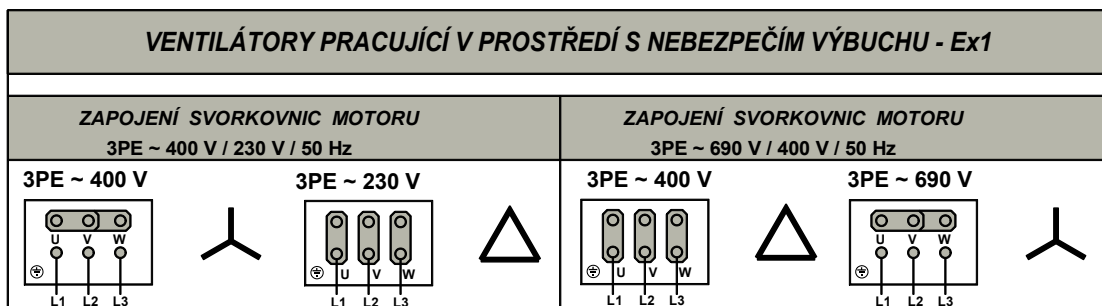 VENTILÁTORY PRACUJÍCÍ V PROSTŘEDÍ S NEBEZPEČÍM VÝBUCHU - Ex1
ZAPOJENÍ SVORKOVNIC MOTORU
3PE ~ 400 V / 230 V / 50 Hz
3PE ~ 400 V
U V W
L1 L2 L3
3PE ~ 230 V
U V W
L1 L2 L3
ZAPOJENÍ SVORKOVNIC MOTORU
3PE ~ 690 V / 400 V / 50 Hz
3PE ~ 400 V
U V W
L1 L2 L3
3PE ~ 690 V
U V W
L1 L2 L3